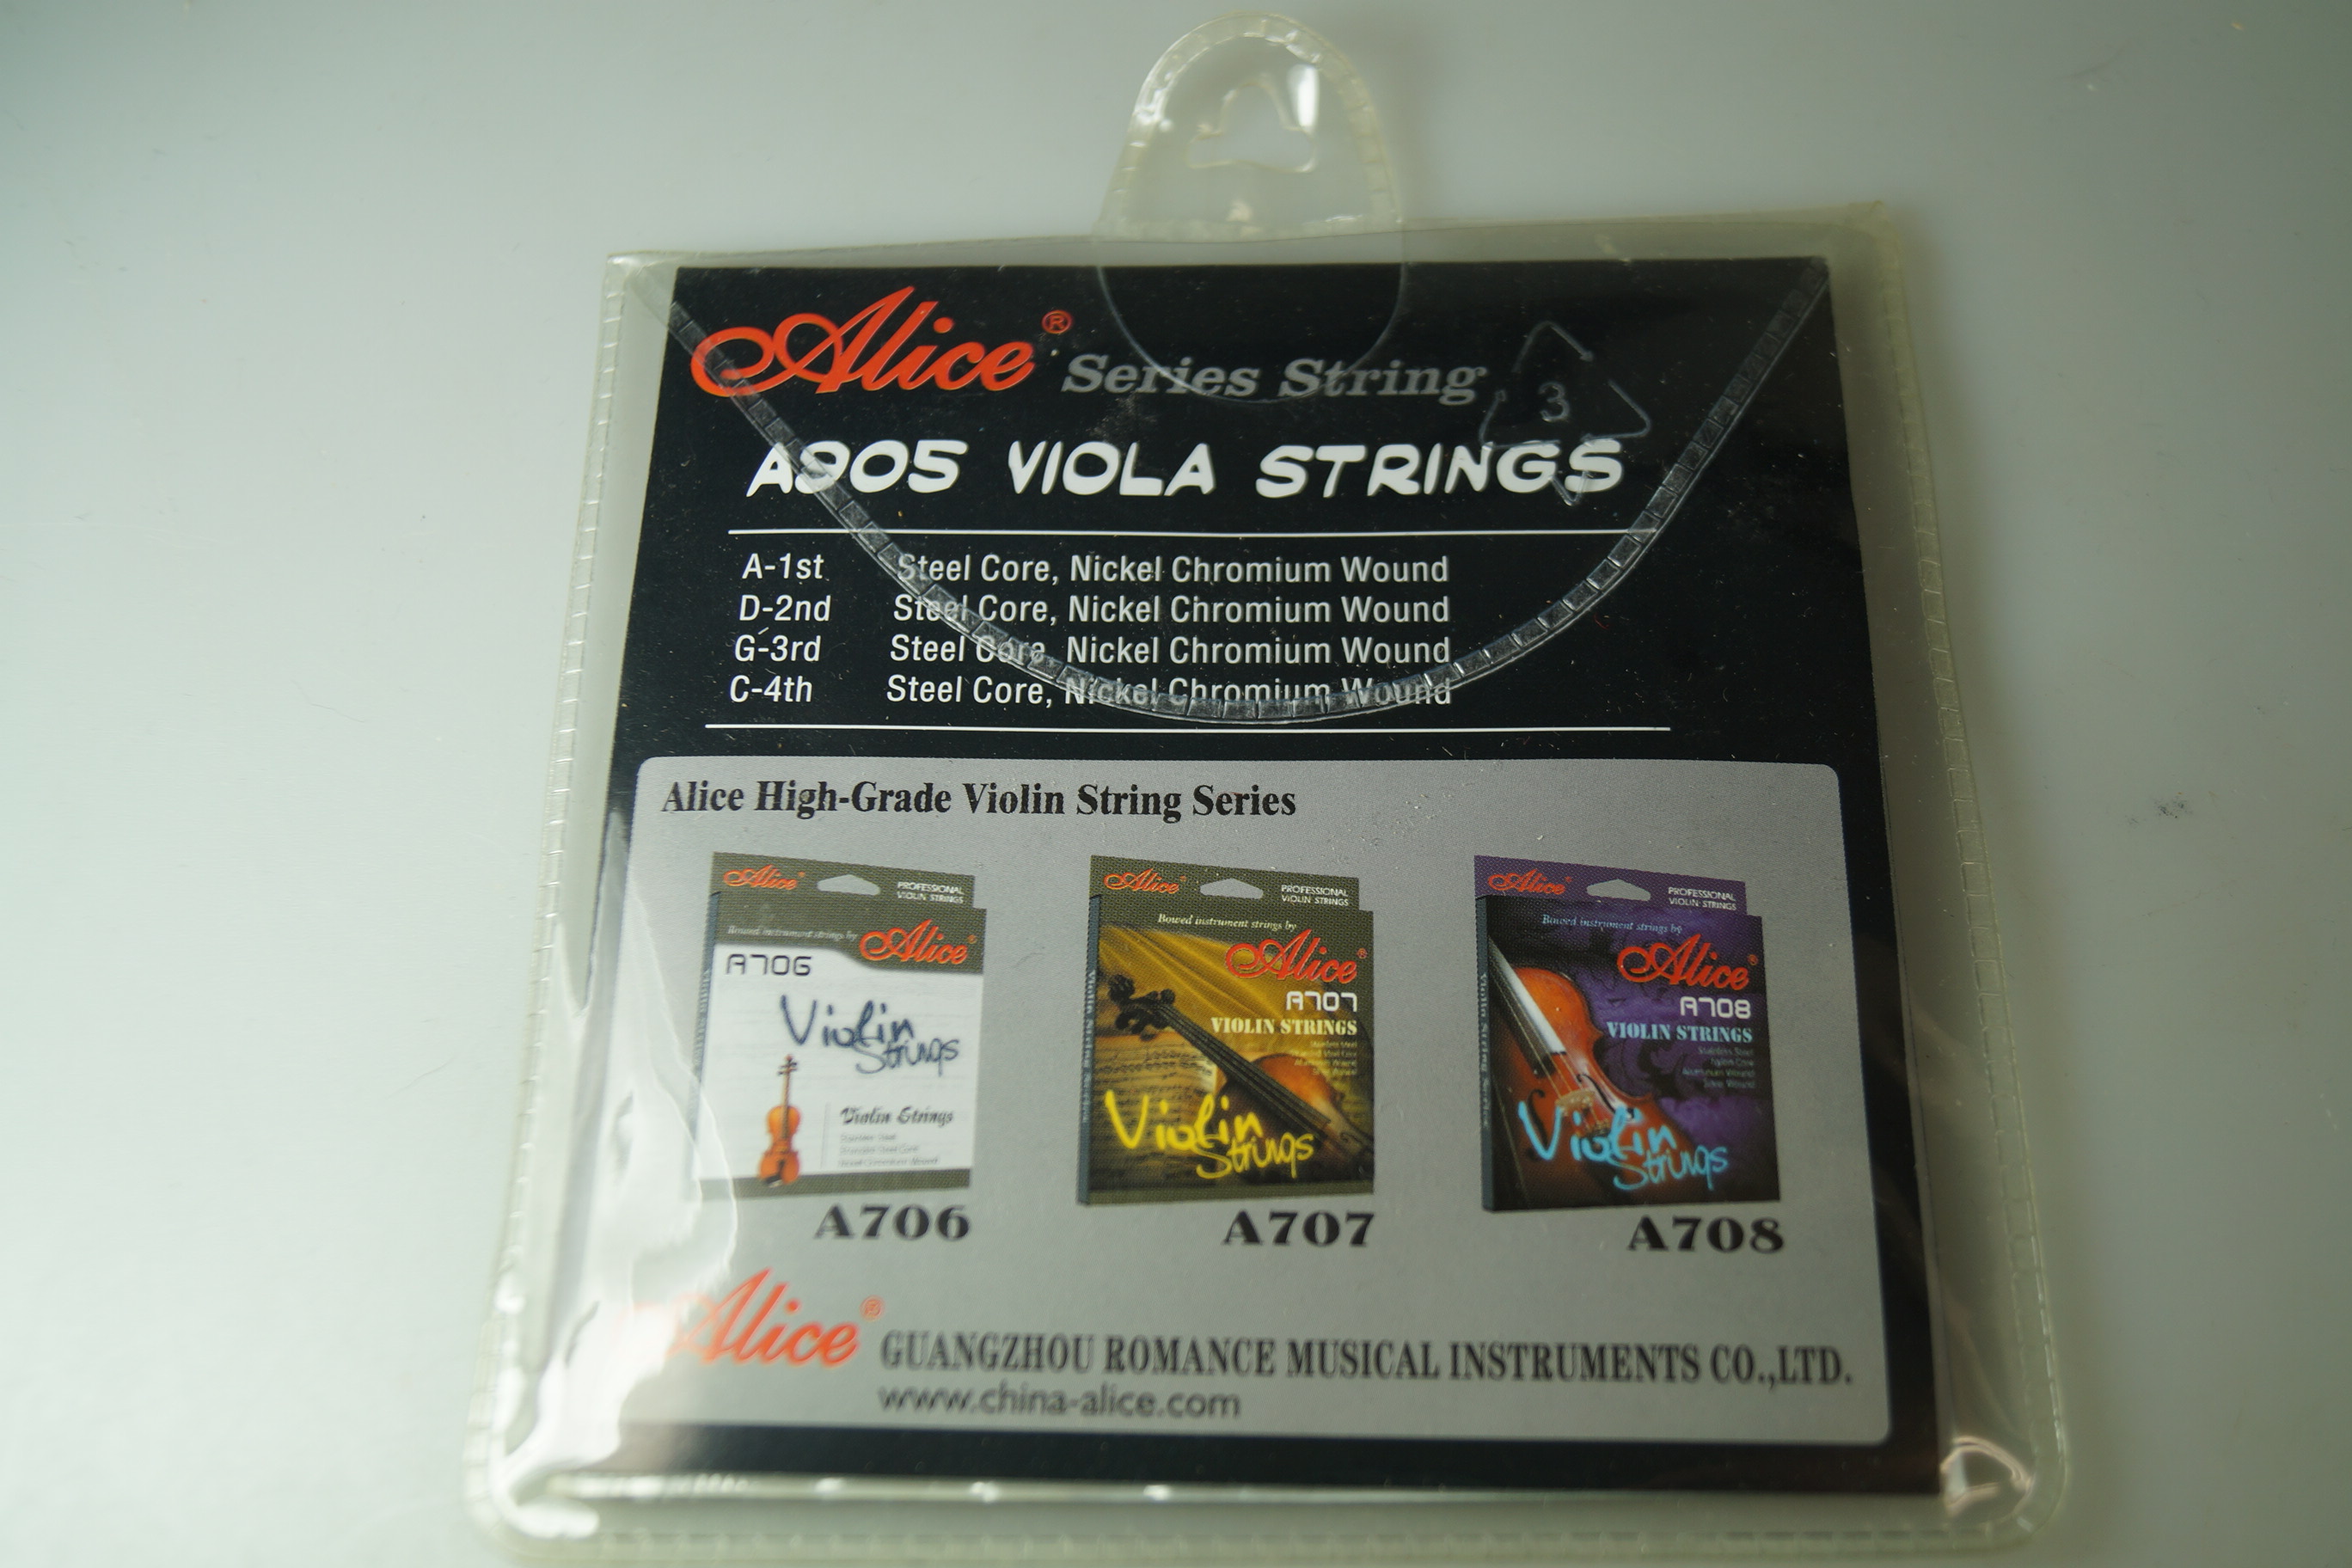 Alice® Series String
3
A905 VIOLA STRINGS
A-1st Steel Core, Nickel Chromium Wound
D-2nd Steel Core, Nickel Chromium Wound
G-3rd Steel Core, Nickel Chromium Wound
C-4th Steel Core, Nickel Chromium Wound
Alice High-Grade Violin String Series
Alice PROFESSIONAL
VIOLIN STRINGS
Bowed instrument strings by
Alice®
A706
Violin
Strings
Violin Strings
A706
Alice PROFESSIONAL
VIOLIN STRINGS
Bowed instrument strings by
Alice®
A707
VIOLIN STRINGS
Violin
Strings
A707
Alice PROFESSIONAL
VIOLIN STRINGS
Bowed instrument strings by
Alice®
A708
VIOLIN STRINGS
Violin
Strings
A708
Alice® GUANGZHOU ROMANCE MUSICAL INSTRUMENTS CO.,LTD.
www.china-alice.com